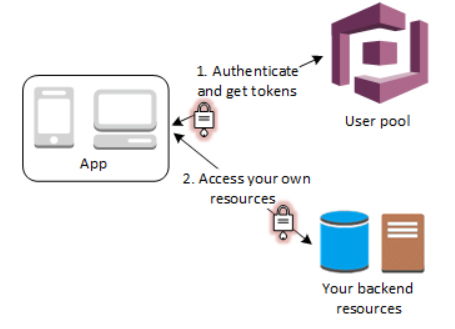 1. Authenticate
and get tokens
User pool
App
2. Access your own
resources
Your backend
resources